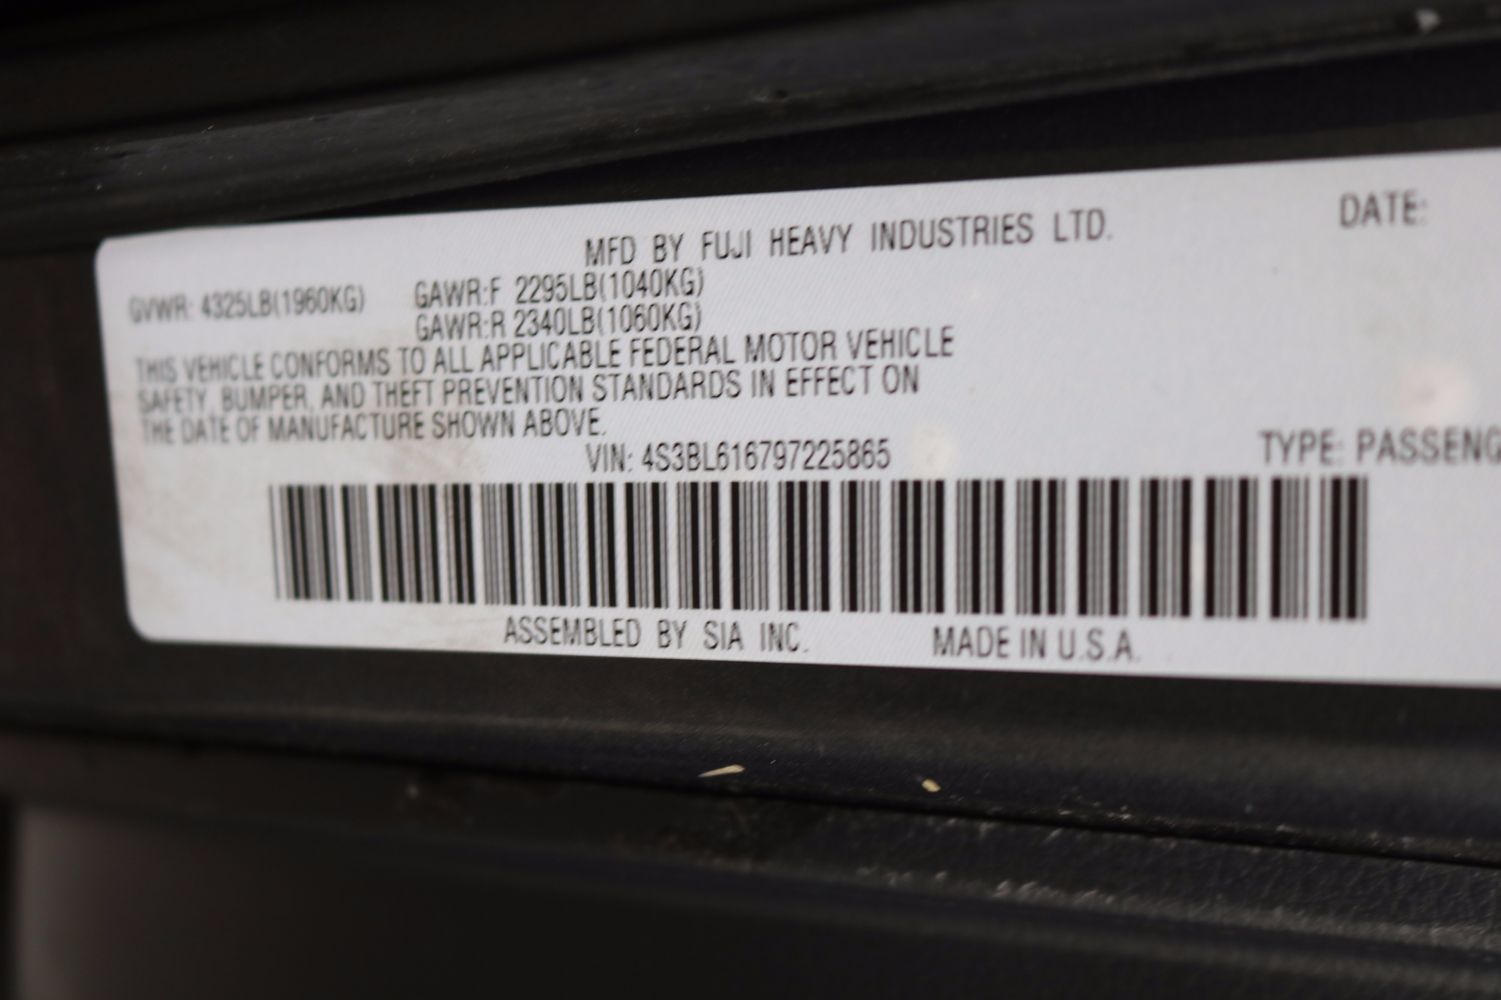 MFD BY FUJI HEAVY INDUSTRIES LTD.
DATE:
GVWR: 4325LB(1960KG) GAWR:F 2295LB(1040KG)
GAWR:R 2340LB(1060KG)
THIS VEHICLE CONFORMS TO ALL APPLICABLE FEDERAL MOTOR VEHICLE
SAFETY, BUMPER, AND THEFT PREVENTION STANDARDS IN EFFECT ON
THE DATE OF MANUFACTURE SHOWN ABOVE.
VIN: 4S3BL616797225865
TYPE: PASSENG
ASSEMBLED BY SIA INC. MADE IN U.S.A.